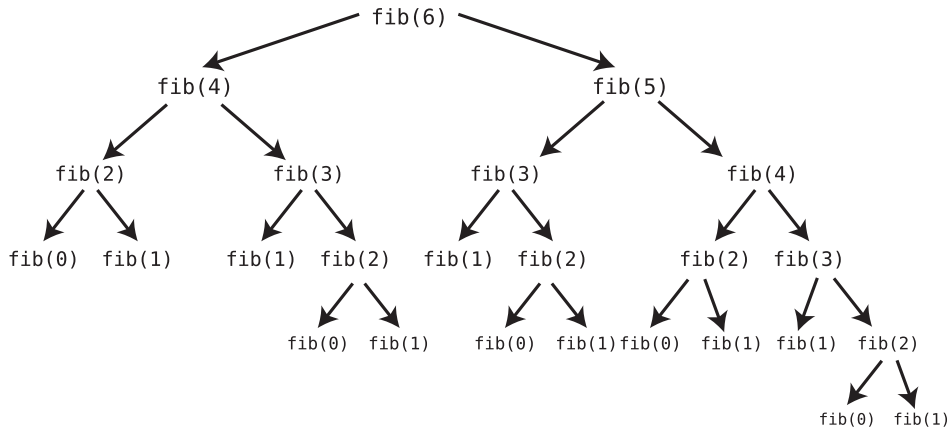 fib(6)
fib(4) fib(5)
fib(2) fib(3) fib(3) fib(4)
fib(0) fib(1) fib(1) fib(2) fib(1) fib(2) fib(2) fib(3)
fib(0) fib(1) fib(0) fib(1) fib(0) fib(1) fib(1) fib(2)
fib(0) fib(1)